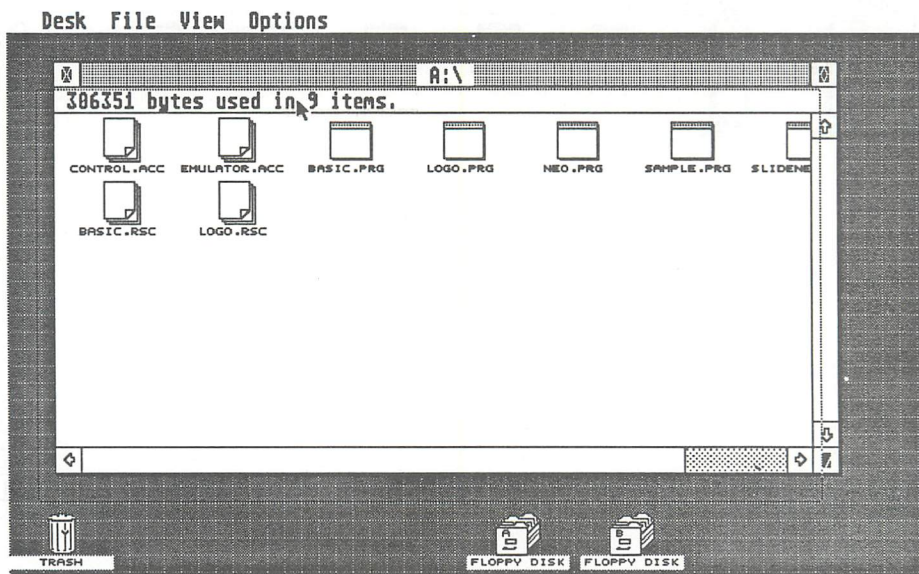 Desk File View Options
A:\
306351 bytes used in 9 items.
CONTROL.ACC EMULATOR.ACC BASIC.PRG LOGO.PRG NEO.PRG SAMPLE.PRG SLIDENE
BASIC.RSC LOGO.RSC
A B
TRASH FLOPPY DISK FLOPPY DISK